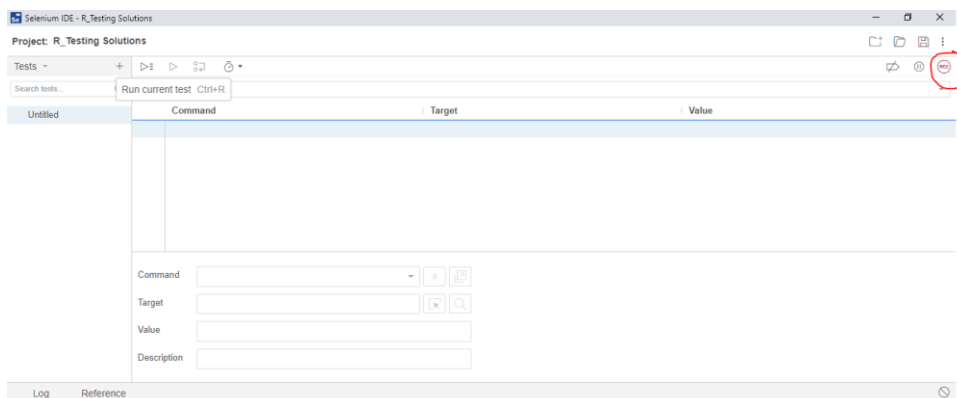 Se Selenium IDE - R_Testing Solutions
Project: R_Testing Solutions
Tests
REC
Search tests...
Run current test Ctrl+R
Untitled
Command Target Value
Command
//
Target
Value
Description
Log Reference